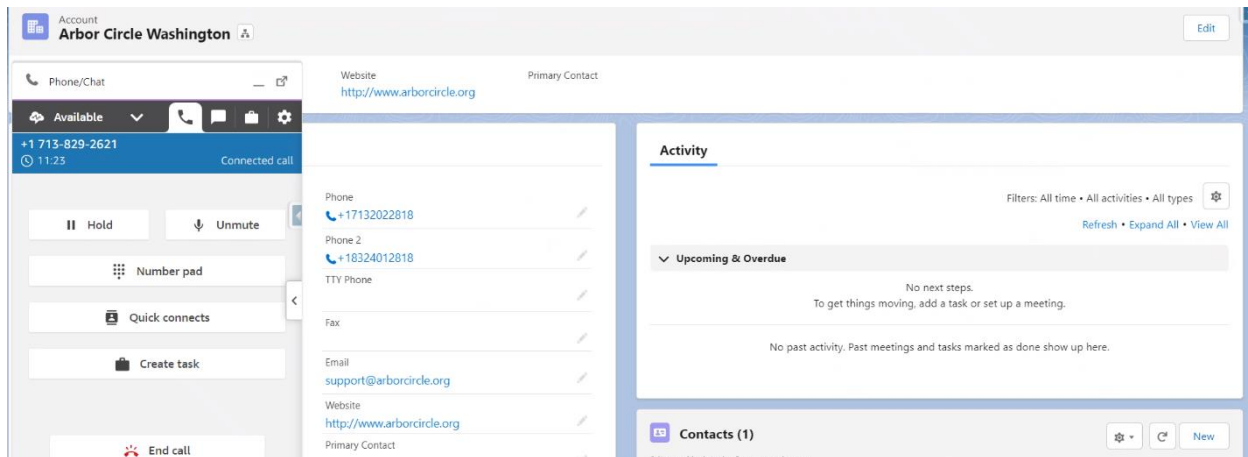 Account
Arbor Circle Washington
Edit
Phone/Chat
Website
http://www.arborcircle.org
Primary Contact
Available
+1 713-829-2621
11:23
Connected call
Hold
Unmute
Number pad
Quick connects
Create task
End call
Phone
+17132022818
Phone 2
+18324012818
TTY Phone
Fax
Email
support@arborcircle.org
Website
http://www.arborcircle.org
Primary Contact
Activity
Filters: All time • All activities • All types
Refresh • Expand All • View All
Upcoming & Overdue
No next steps.
To get things moving, add a task or set up a meeting.
No past activity. Past meetings and tasks marked as done show up here.
Contacts (1)
New